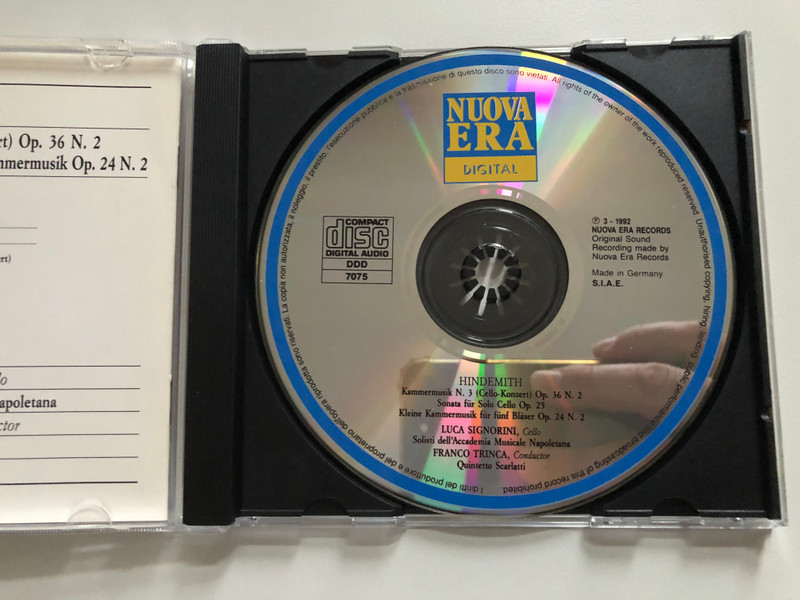 rt) Op. 36 N. 2
mmermusik Op. 24 N. 2
ert)
lo
apoletana
ctor
I diritti del produttore e del proprietario dell'opera riprodotta sono riservati. La copia non autorizzata, il noleggio, il prestito, l'esecuzione pubblica e la trasmissione di questo disco sono vietati. All rights of the owner of the work reproduced reserved. Unauthorised copying, hiring, lending, public performance and broadcasting of this record prohibited.
NUOVA
ERA
DIGITAL
COMPACT
disc
DIGITAL AUDIO
DDD
7075
Ⓟ 3 - 1992
NUOVA ERA RECORDS
Original Sound
Recording made by
Nuova Era Records
Made in Germany
S.I.A.E.
HINDEMITH
Kammermusik N. 3 (Cello-Konzert) Op. 36 N. 2
Sonata für Solo Cello Op. 25
Kleine Kammermusik für fünf Bläser Op. 24 N. 2
LUCA SIGNORINI, Cello
Solisti dell'Accademia Musicale Napoletana
FRANCO TRINCA, Conductor
Quintetto Scarlatti